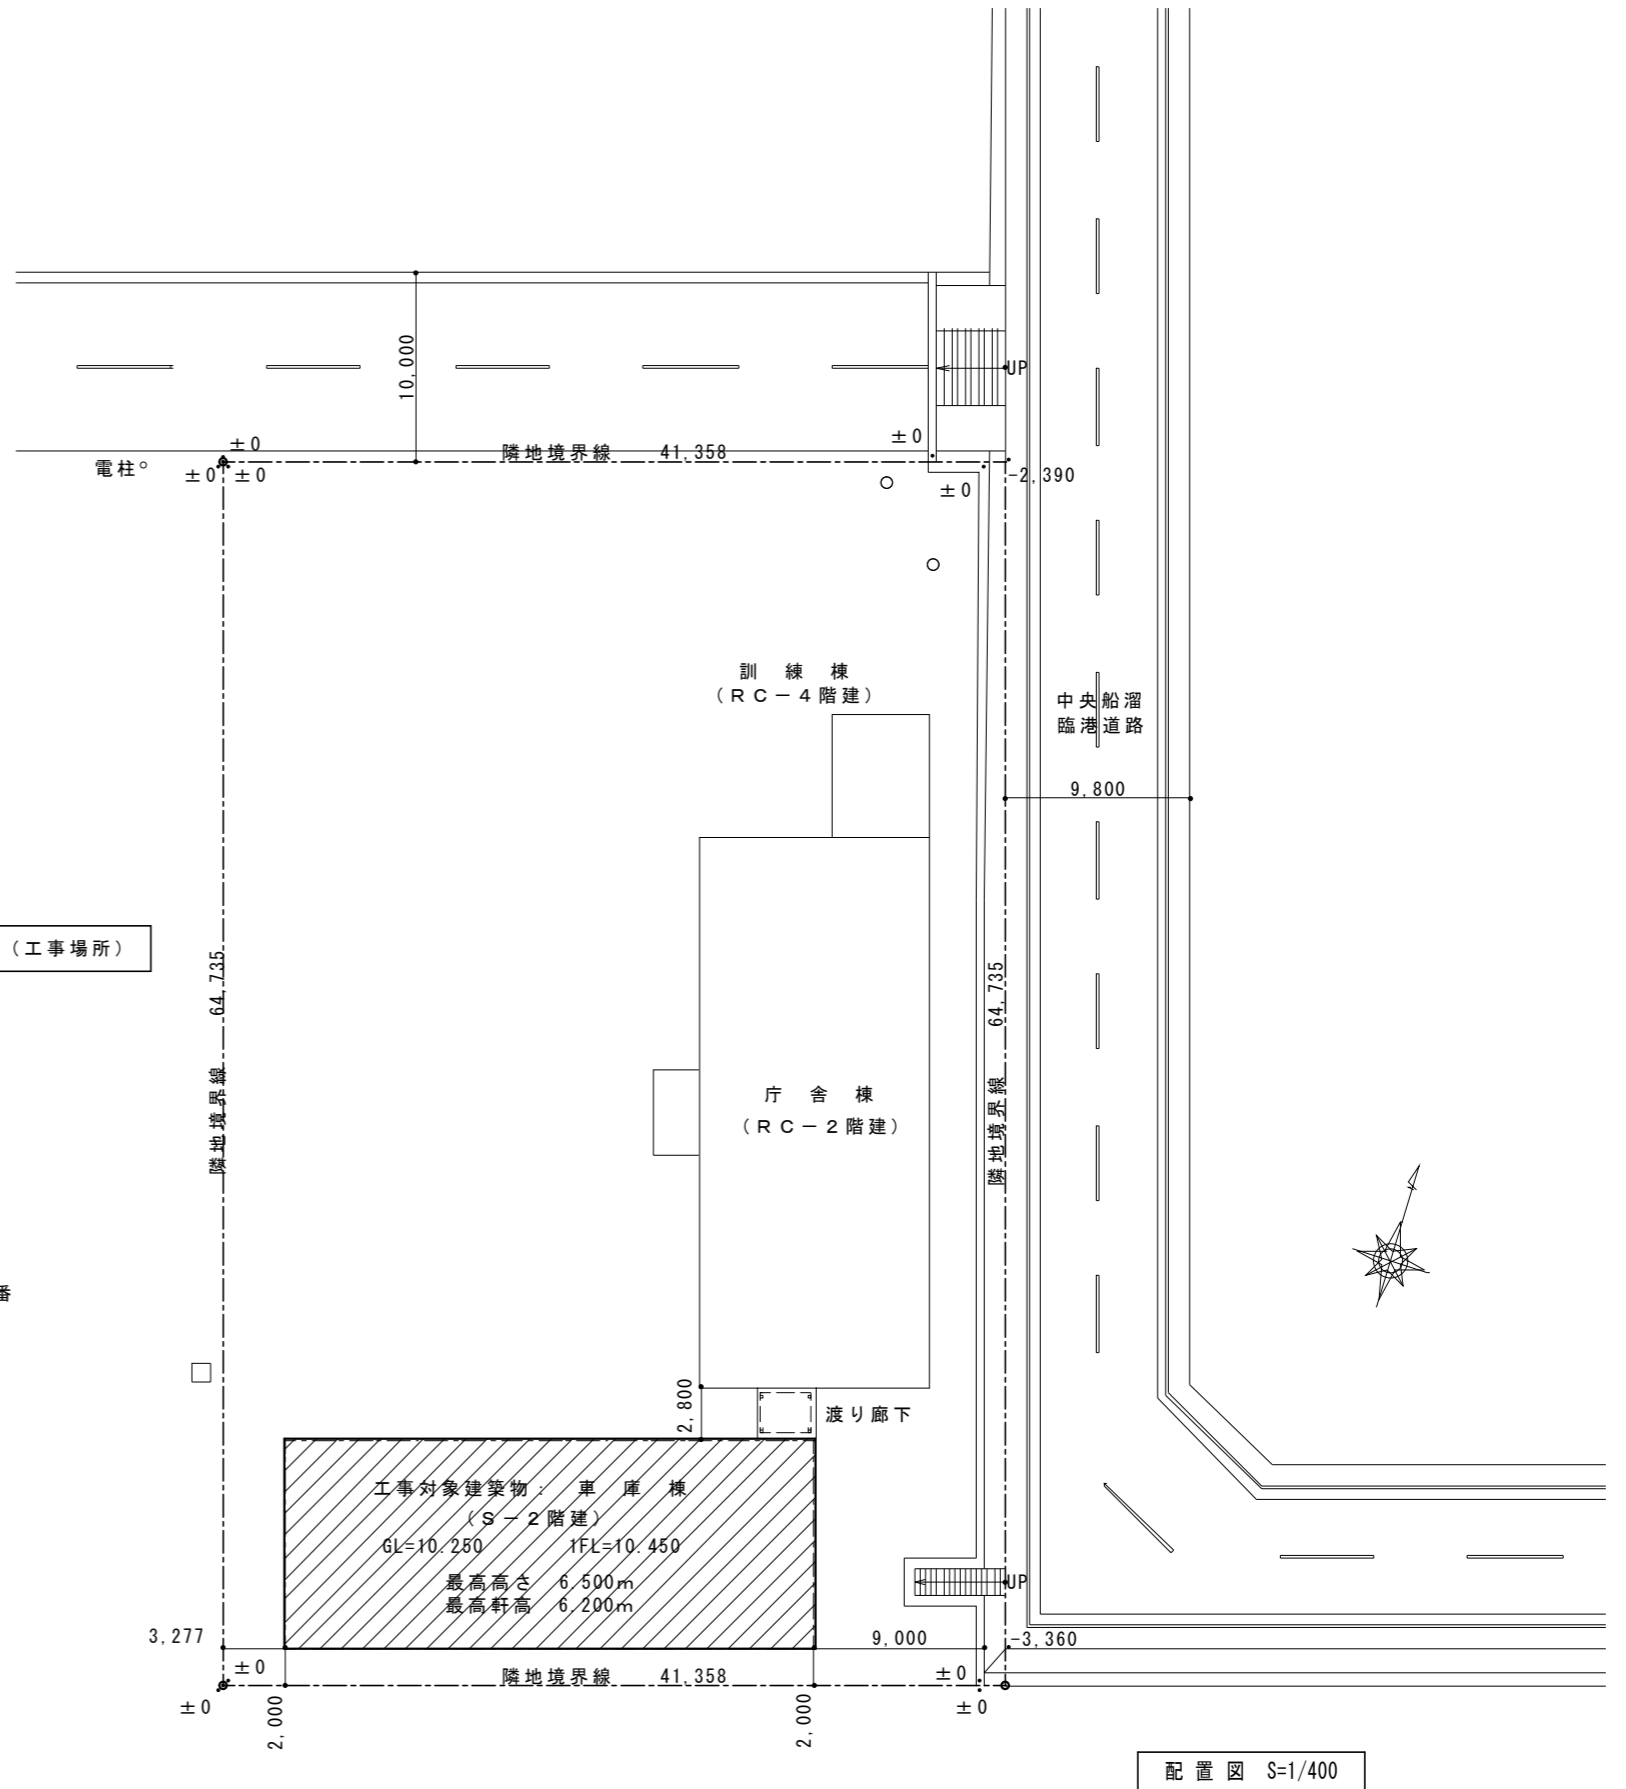 10,000
UP
±0
±0
隣地境界線 41,358
電柱
±0 ±0
±0
-2,390
訓練棟
(RC-4階建)
中央船溜
臨港道路
9,800
(工事場所)
隣地境界線 64,735
隣地境界線 64,735
庁舎棟
(RC-2階建)
番
2,800
渡り廊下
工事対象建築物: 車庫棟
(S-2階建)
GL=10.250 1FL=10.450
最高高さ 6.500m
最高軒高 6.200m
UP
3,277
9,000
-3,360
±0
隣地境界線 41,358
±0
±0
2,000
2,000
±0
配置図 S=1/400